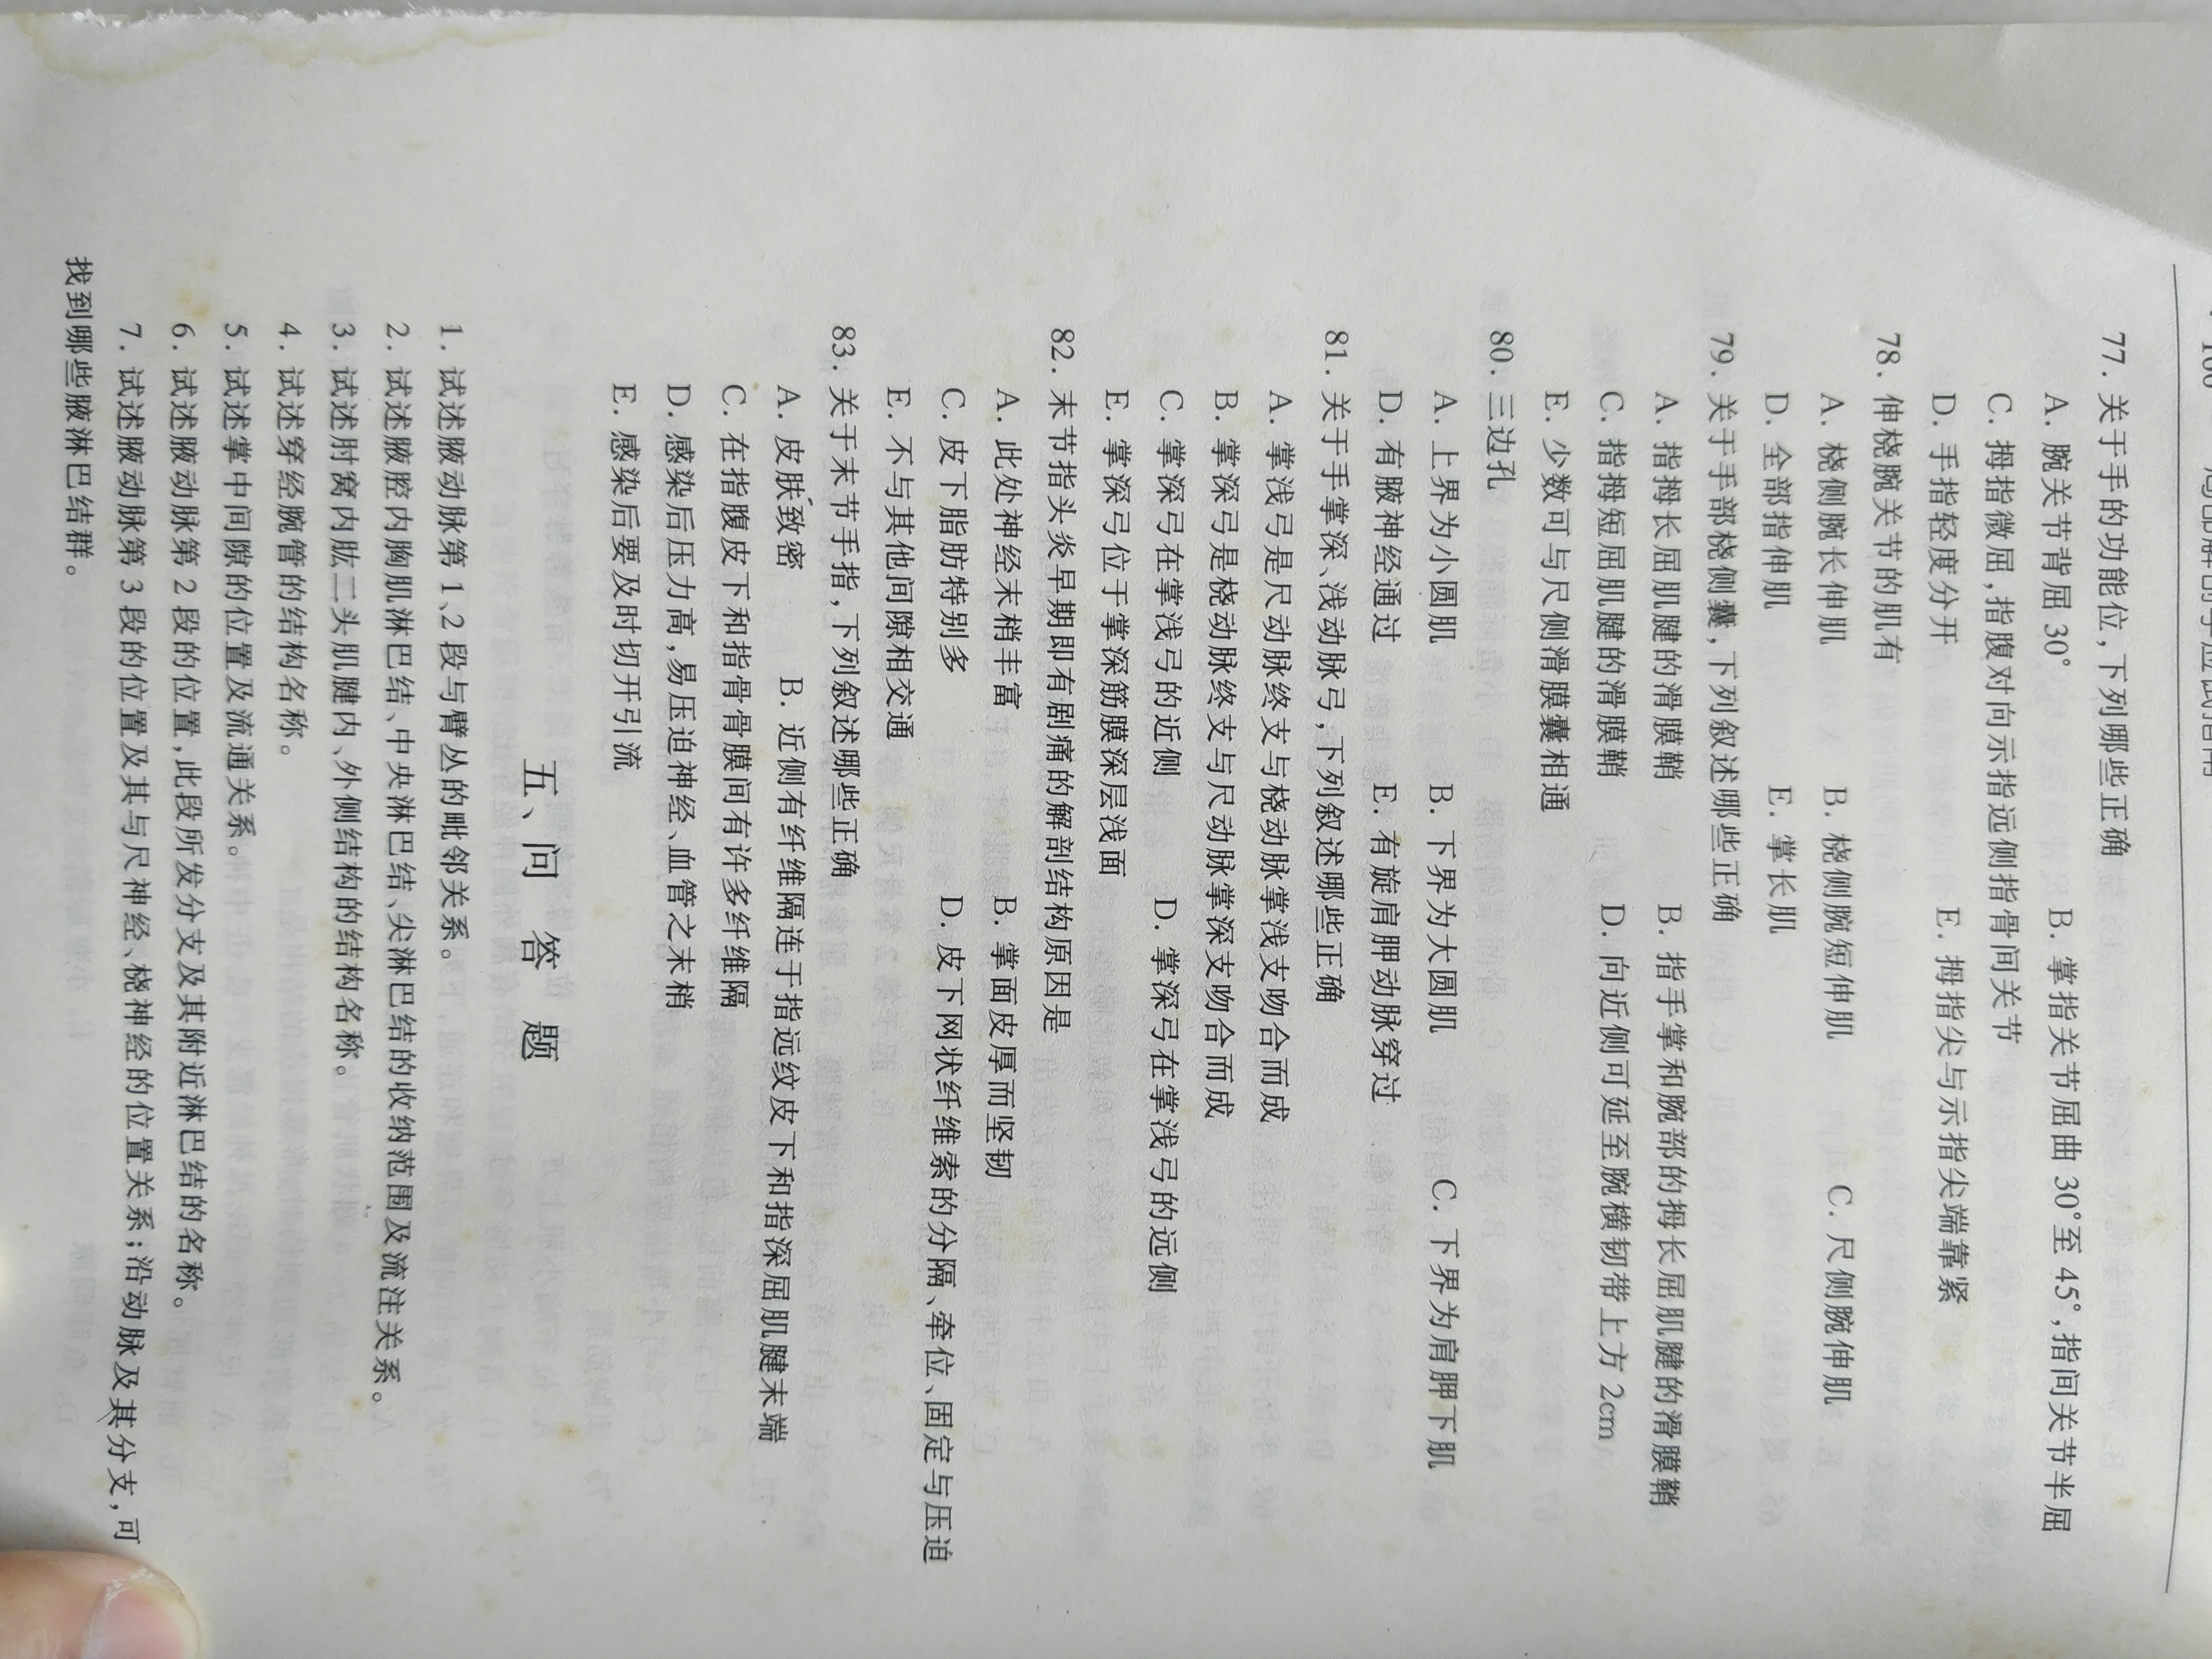 77. 关于手的功能位,下列哪些正确
A. 腕关节背屈 30° B. 掌指关节屈曲 30°至 45°,指间关节半屈
C. 拇指微屈,指腹对向示指远侧指骨间关节
D. 手指轻度分开 E. 拇指尖与示指尖端靠紧
78. 伸桡腕关节的肌有
A. 桡侧腕长伸肌 B. 桡侧腕短伸肌 C. 尺侧腕伸肌
D. 全部指伸肌 E. 掌长肌
79. 关于手部桡侧囊,下列叙述哪些正确
A. 指拇长屈肌腱的滑膜鞘 B. 指手掌和腕部的拇长屈肌腱的滑膜鞘
C. 指拇短屈肌腱的滑膜鞘 D. 向近侧可延至腕横韧带上方 2cm
E. 少数可与尺侧滑膜囊相通
80. 三边孔
A. 上界为小圆肌 B. 下界为大圆肌 C. 下界为肩胛下肌
D. 有腋神经通过 E. 有旋肩胛动脉穿过
81. 关于手掌深、浅动脉弓,下列叙述哪些正确
A. 掌浅弓是尺动脉终支与桡动脉掌浅支吻合而成
B. 掌深弓是桡动脉终支与尺动脉掌深支吻合而成
C. 掌深弓在掌浅弓的近侧 D. 掌深弓在掌浅弓的远侧
E. 掌深弓位于掌深筋膜深层浅面
82. 末节指头炎早期即有剧痛的解剖结构原因是
A. 此处神经末梢丰富 B. 掌面皮厚而坚韧
C. 皮下脂肪特别多 D. 皮下网状纤维索的分隔、牵位、固定与压迫
E. 不与其他间隙相交通
83. 关于末节手指,下列叙述哪些正确
A. 皮肤致密 B. 近侧有纤维隔连于指远纹皮下和指深屈肌腱末端
C. 在指腹皮下和指骨骨膜间有许多纤维隔
D. 感染后压力高,易压迫神经、血管之末梢
E. 感染后要及时切开引流
五、问 答 题
1. 试述腋动脉第 1、2 段与臂丛的毗邻关系。
2. 试述腋腔内胸肌淋巴结、中央淋巴结、尖淋巴结的收纳范围及流注关系。
3. 试述肘窝内肱二头肌腱内、外侧结构的结构名称。
4. 试述穿经腕管的结构名称。
5. 试述掌中间隙的位置及流通关系。
6. 试述腋动脉第 2 段的位置,此段所发分支及其附近淋巴结的名称。
7. 试述腋动脉第 3 段的位置及其与尺神经、桡神经的位置关系;沿动脉及其分支,可
找到哪些腋淋巴结群。